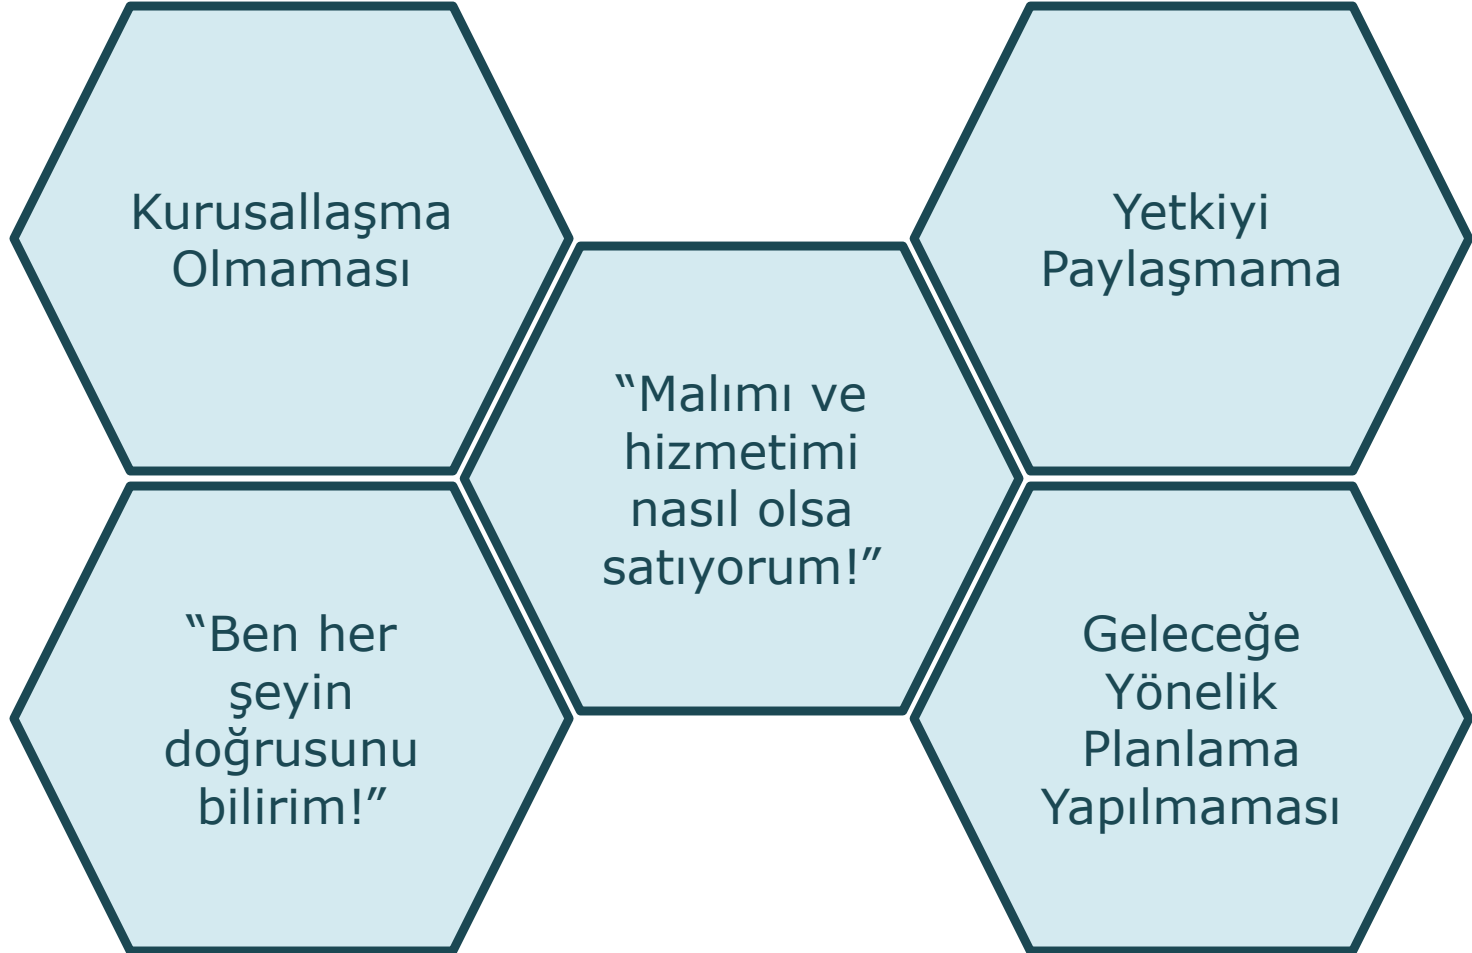 Kurusallaşma
Olmaması
Yetkiyi
Paylaşmama
“Malımı ve
hizmetimi
nasıl olsa
satıyorum!”
“Ben her
şeyin
doğrusunu
bilirim!”
Geleceğe
Yönelik
Planlama
Yapılmaması